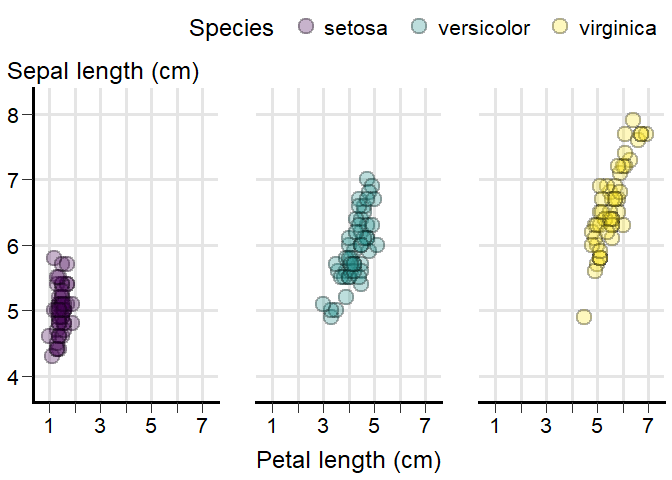 Species setosa versicolor virginica
Sepal length (cm)
8
7
6
5
4
1 3 5 7 1 3 5 7 1 3 5 7
Petal length (cm)